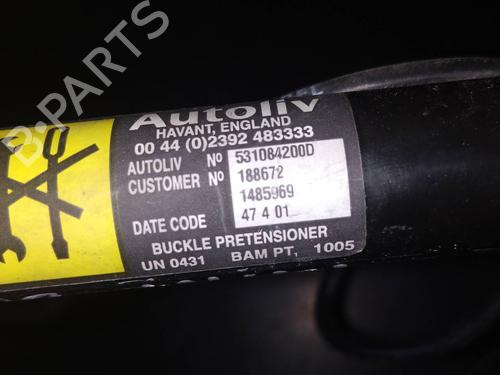 Autoliv
HAVANT, ENGLAND
00 44 (0)2392 483333
AUTOLIV Nº 531084200D
CUSTOMER Nº 188672
1485969
DATE CODE 47 4 01
BUCKLE PRETENSIONER
UN 0431 BAM PT, 1005
B-PARTS